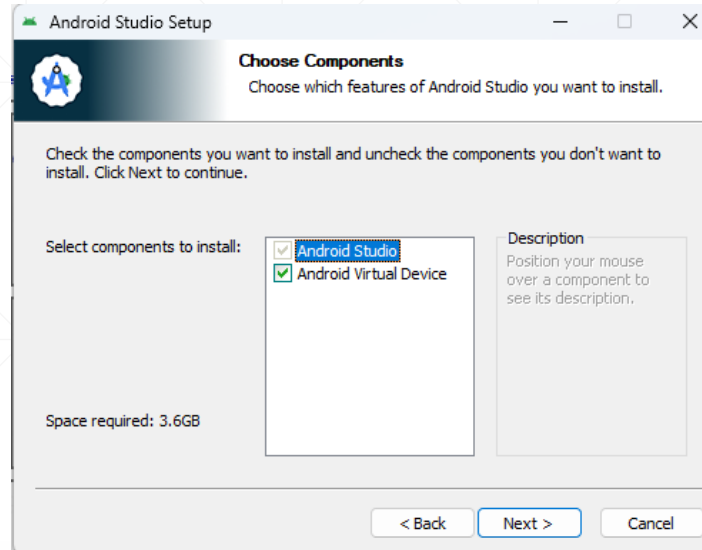 Android Studio Setup
Choose Components
Choose which features of Android Studio you want to install.
Check the components you want to install and uncheck the components you don't want to
install. Click Next to continue.
Select components to install:
Android Studio
Android Virtual Device
Description
Position your mouse
over a component to
see its description.
Space required: 3.6GB
< Back
Next >
Cancel